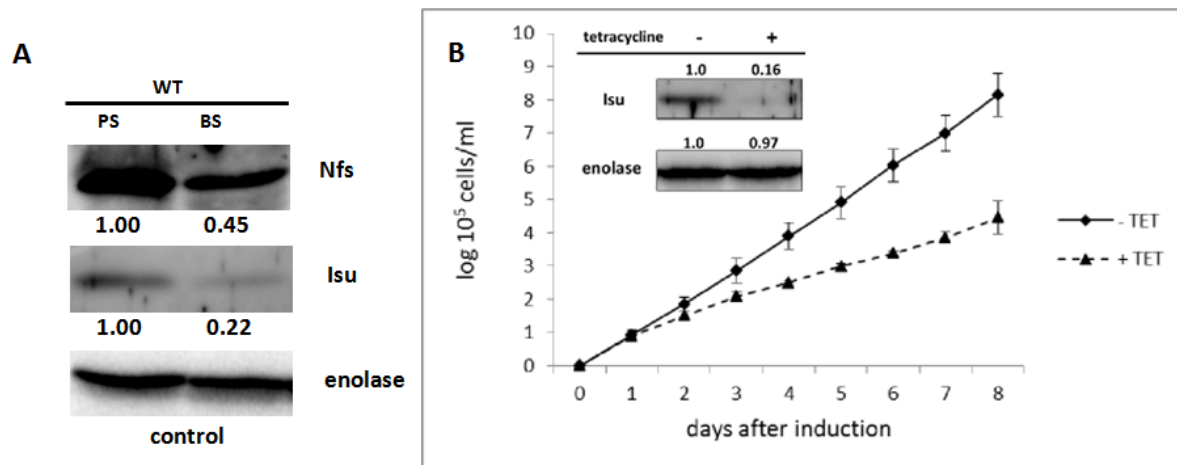 A
WT
PS BS
Nfs
1.00 0.45
Isu
1.00 0.22
enolase
control
B
tetracycline - +
1.0 0.16
Isu
1.0 0.97
enolase
10
9
8
7
6
5
4
3
2
1
0
log 10⁵ cells/ml
0 1 2 3 4 5 6 7 8
days after induction
- TET
+ TET